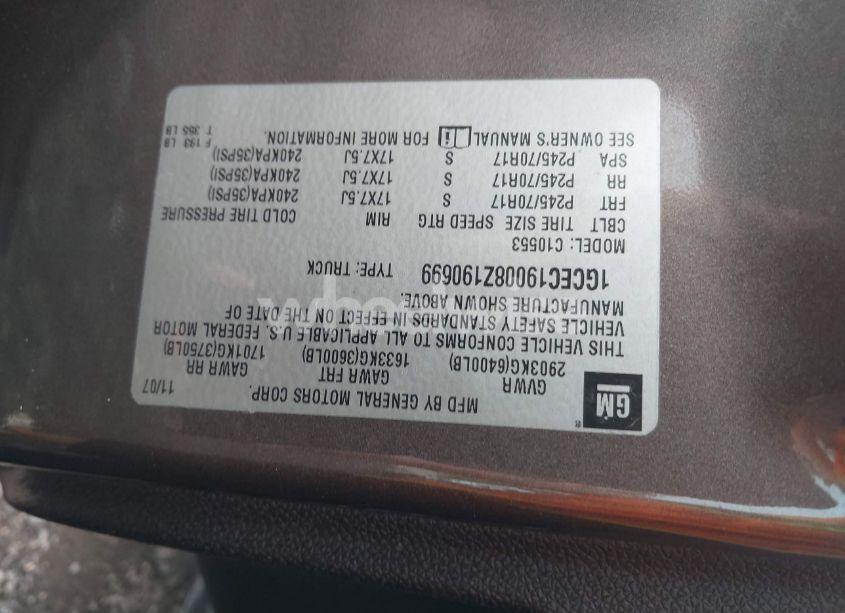 MFD BY GENERAL MOTORS CORP. 11/07
GM
GVWR GAWR FRT GAWR RR
2903KG(6400LB) 1633KG(3600LB) 1701KG(3750LB)
THIS VEHICLE CONFORMS TO ALL APPLICABLE U.S. FEDERAL MOTOR
VEHICLE SAFETY STANDARDS IN EFFECT ON THE DATE OF
MANUFACTURE SHOWN ABOVE.
1GCEC19008Z190699 TYPE: TRUCK
MODEL: C10553
CBLT TIRE SIZE SPEED RTG RIM COLD TIRE PRESSURE
FRT P245/70R17 S 17X7.5J 240KPA(35PSI)
RR P245/70R17 S 17X7.5J 240KPA(35PSI)
SPA P245/70R17 S 17X7.5J 240KPA(35PSI)
SEE OWNER'S MANUAL FOR MORE INFORMATION.
F 193 LB
T 355 LB